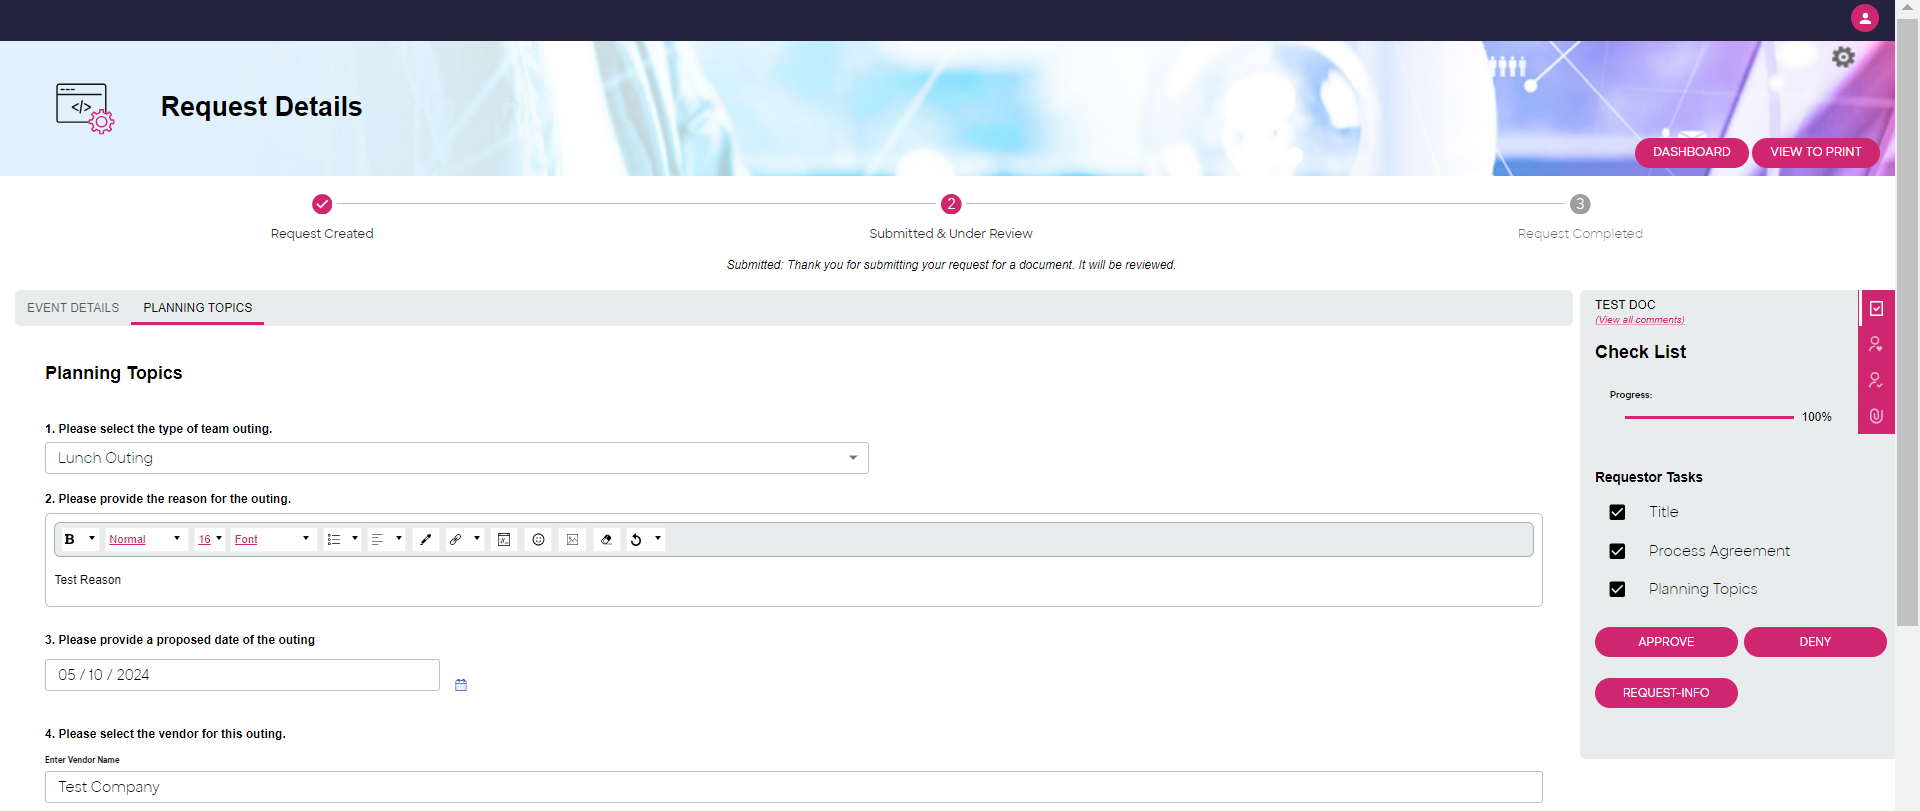 </>
Request Details
DASHBOARD
VIEW TO PRINT
2
3
Request Created
Submitted & Under Review
Request Completed
Submitted: Thank you for submitting your request for a document. It will be reviewed.
EVENT DETAILS
PLANNING TOPICS
Planning Topics
1. Please select the type of team outing.
Lunch Outing
2. Please provide the reason for the outing.
B
Normal
16
Font
Test Reason
3. Please provide a proposed date of the outing
05 / 10 / 2024
4. Please select the vendor for this outing.
Enter Vendor Name
Test Company
TEST DOC
(View all comments)
Check List
Progress:
100%
Requestor Tasks
Title
Process Agreement
Planning Topics
APPROVE
DENY
REQUEST-INFO